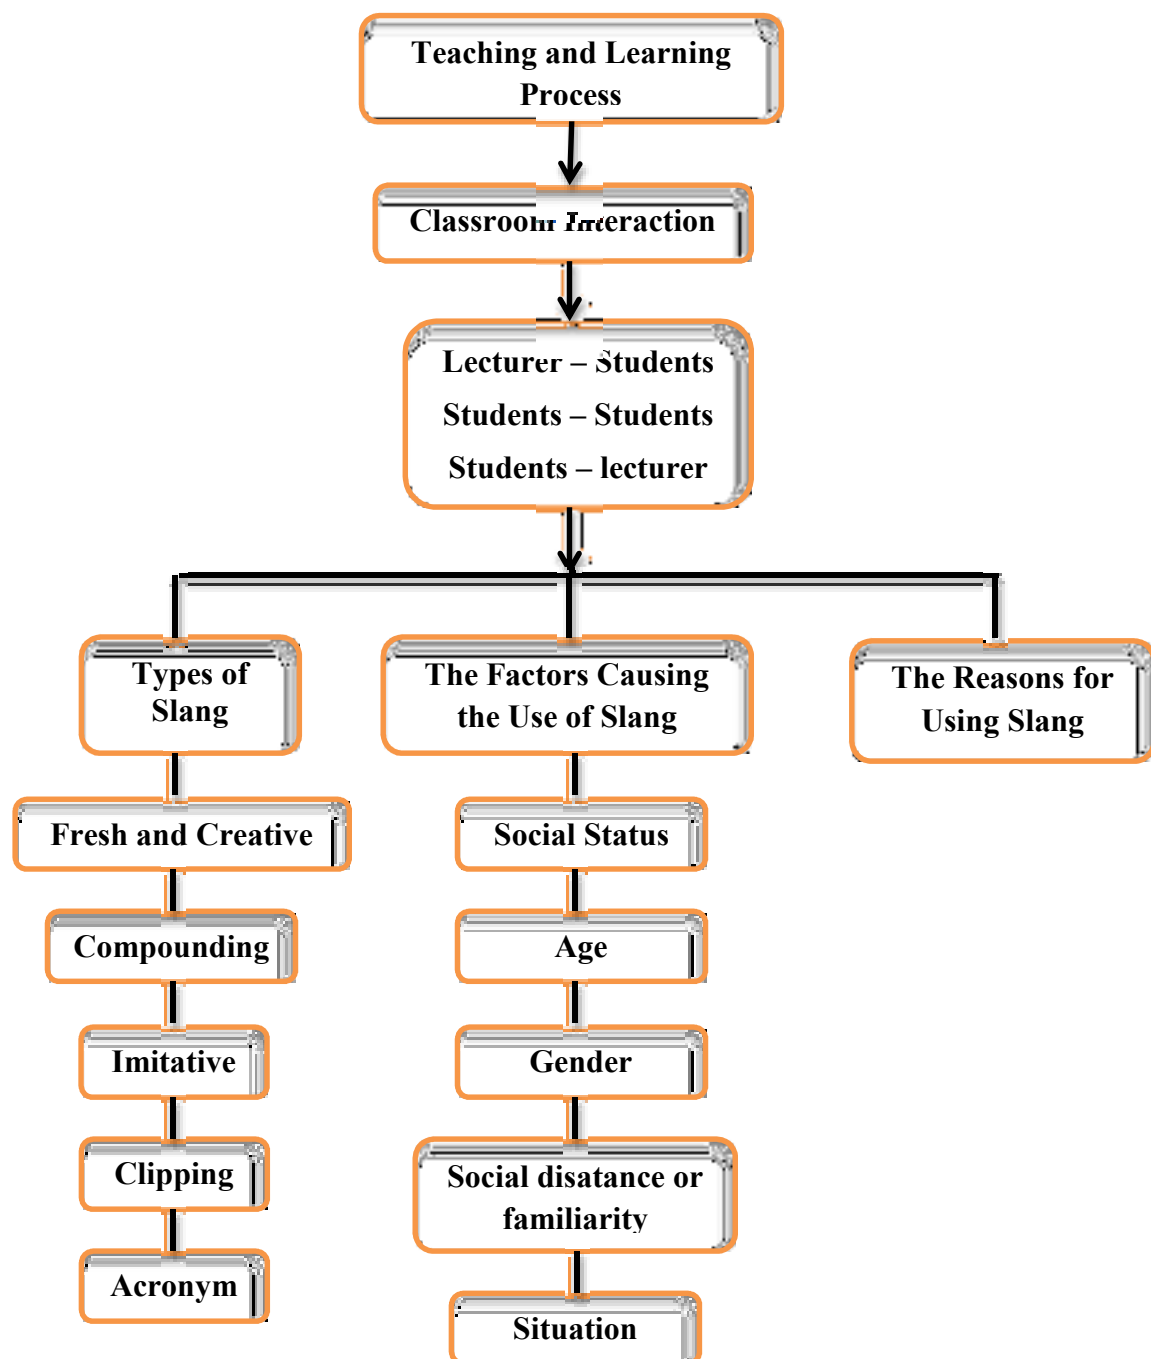 Teaching and Learning
Process
Classroom Interaction
Lecturer – Students
Students – Students
Students – lecturer
Types of
Slang
The Factors Causing
the Use of Slang
The Reasons for
Using Slang
Fresh and Creative
Compounding
Imitative
Clipping
Acronym
Social Status
Age
Gender
Social disatance or
familiarity
Situation